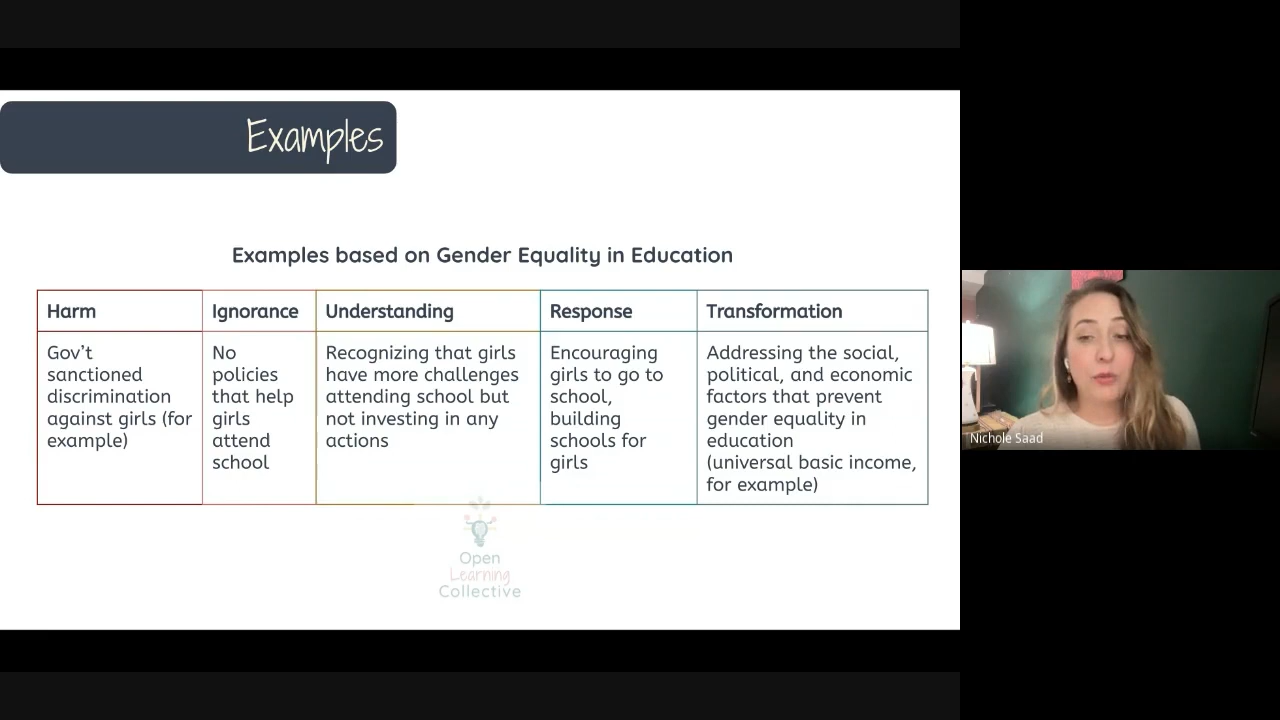 Examples
Examples based on Gender Equality in Education
Harm
Ignorance
Understanding
Response
Transformation
Gov't
sanctioned
discrimination
against girls (for
example)
No
policies
that help
girls
attend
school
Recognizing that girls
have more challenges
attending school but
not investing in any
actions
Encouraging
girls to go to
school,
building
schools for
girls
Addressing the social,
political, and economic
factors that prevent
gender equality in
education
(universal basic income,
for example)
Open
Learning
Collective
Nichole Saad